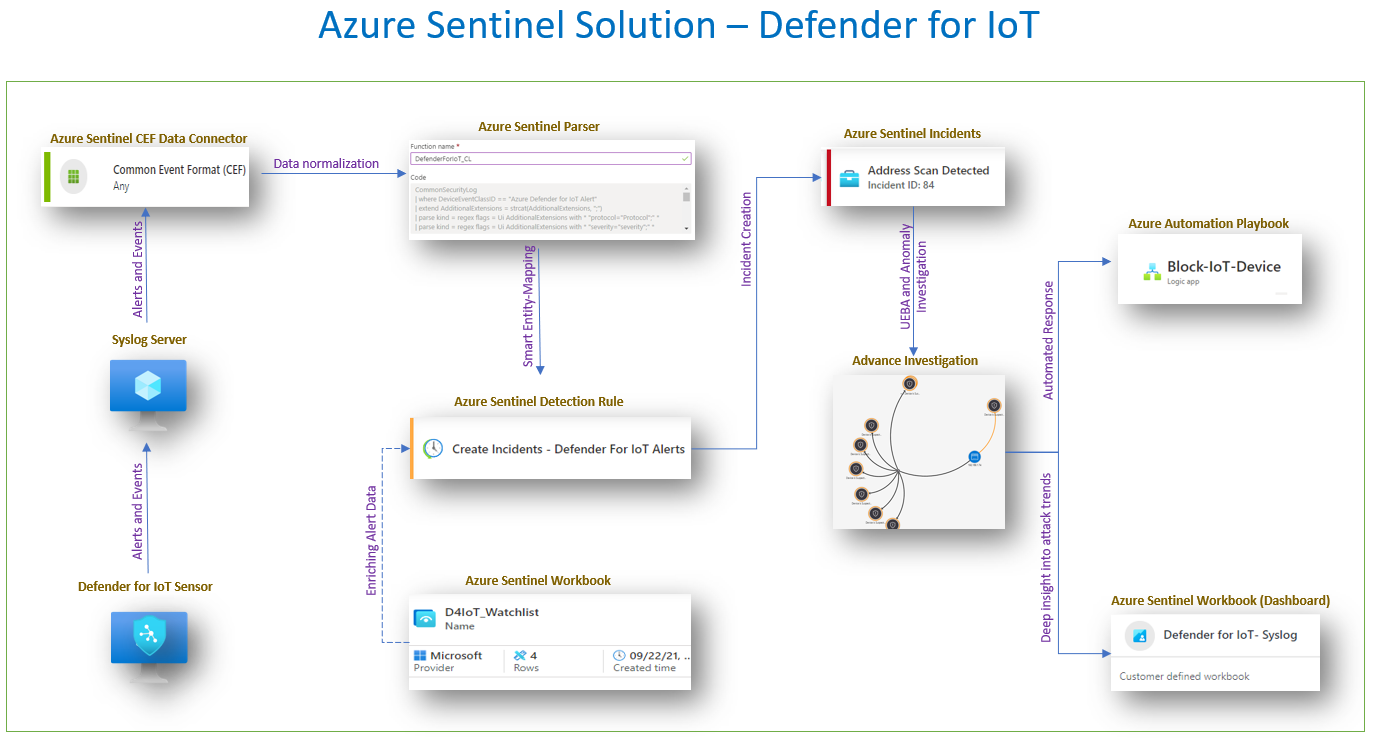 Azure Sentinel Solution – Defender for IoT
Azure Sentinel CEF Data Connector
Common Event Format (CEF)
Any
Data normalization
Alerts and Events
Syslog Server
Alerts and Events
Defender for IoT Sensor
Azure Sentinel Parser
Function name *
Code
CommonSecurityLog
| where DeviceEventClassID == "Azure Defender for IoT Alert"
| extend AdditionalExtensions = strcat(AdditionalExtensions, ";")
| parse kind = regex flags = Ui AdditionalExtensions with * "protocol="Protocol";" *
| parse kind = regex flags = Ui AdditionalExtensions with * "severity="severity";" *
Smart Entity-Mapping
Azure Sentinel Detection Rule
Create Incidents - Defender For IoT Alerts
Enriching Alert Data
Azure Sentinel Workbook
D4IoT_Watchlist
Name
Microsoft
Provider
4
Rows
09/22/21, ..
Created time
Incident Creation
Azure Sentinel Incidents
Address Scan Detected
Incident ID: 84
UEBA and Anomaly
Investigation
Advance Investigation
Automated Response
Azure Automation Playbook
Block-IoT-Device
Logic app
Deep insight into attack trends
Azure Sentinel Workbook (Dashboard)
Defender for IoT- Syslog
Customer defined workbook